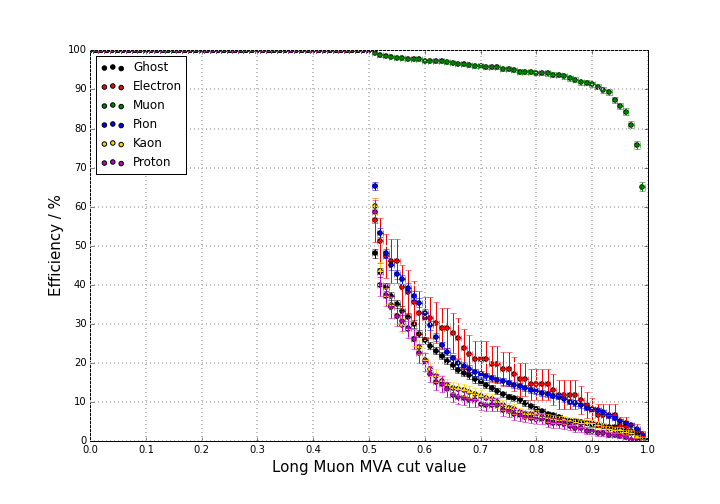 100
90
80
70
60
50
40
30
20
10
0
Efficiency / %
Ghost
Electron
Muon
Pion
Kaon
Proton
0.0 0.1 0.2 0.3 0.4 0.5 0.6 0.7 0.8 0.9 1.0
Long Muon MVA cut value